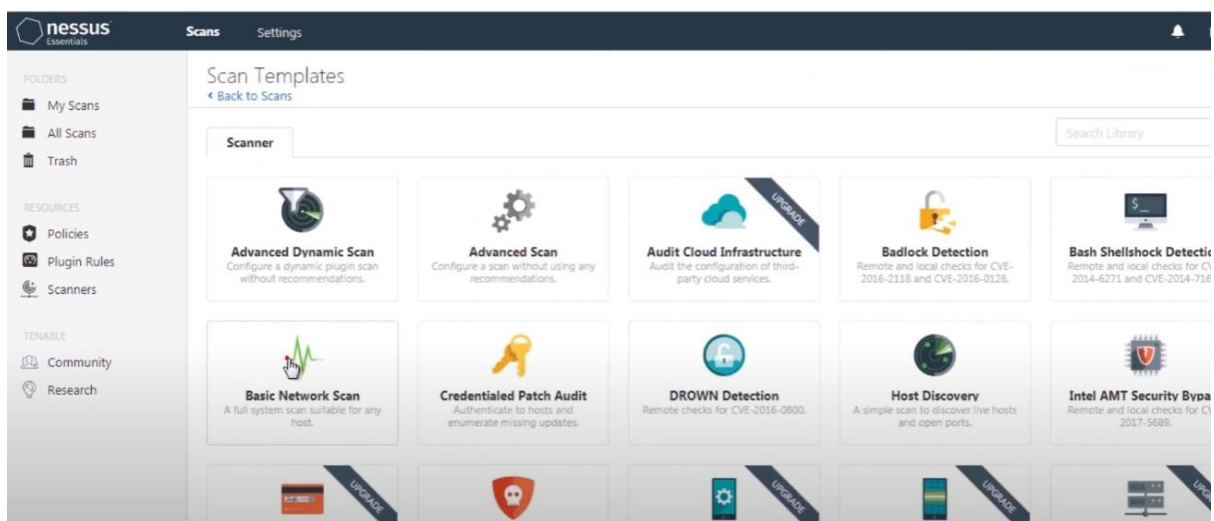 nessus
Essentials
Scans
Settings
FOLDERS
My Scans
All Scans
Trash
RESOURCES
Policies
Plugin Rules
Scanners
TENABLE
Community
Research
Scan Templates
Back to Scans
Scanner
Search Library
Advanced Dynamic Scan
Configure a dynamic plugin scan
without recommendations.
Advanced Scan
Configure a scan without using any
recommendations.
UPGRADE
Audit Cloud Infrastructure
Audit the configuration of third-
party cloud services.
Badlock Detection
Remote and local checks for CVE-
2016-2118 and CVE-2016-0128.
$_
Bash Shellshock Detectio
Remote and local checks for CV
2014-6271 and CVE-2014-716
Basic Network Scan
A full system scan suitable for any
host.
Credentialed Patch Audit
Authenticate to hosts and
enumerate missing updates.
DROWN Detection
Remote checks for CVE-2016-0800.
Host Discovery
A simple scan to discover live hosts
and open ports.
Intel AMT Security Bypa
Remote and local checks for CV
2017-5689.
UPGRADE
UPGRADE
UPGRADE